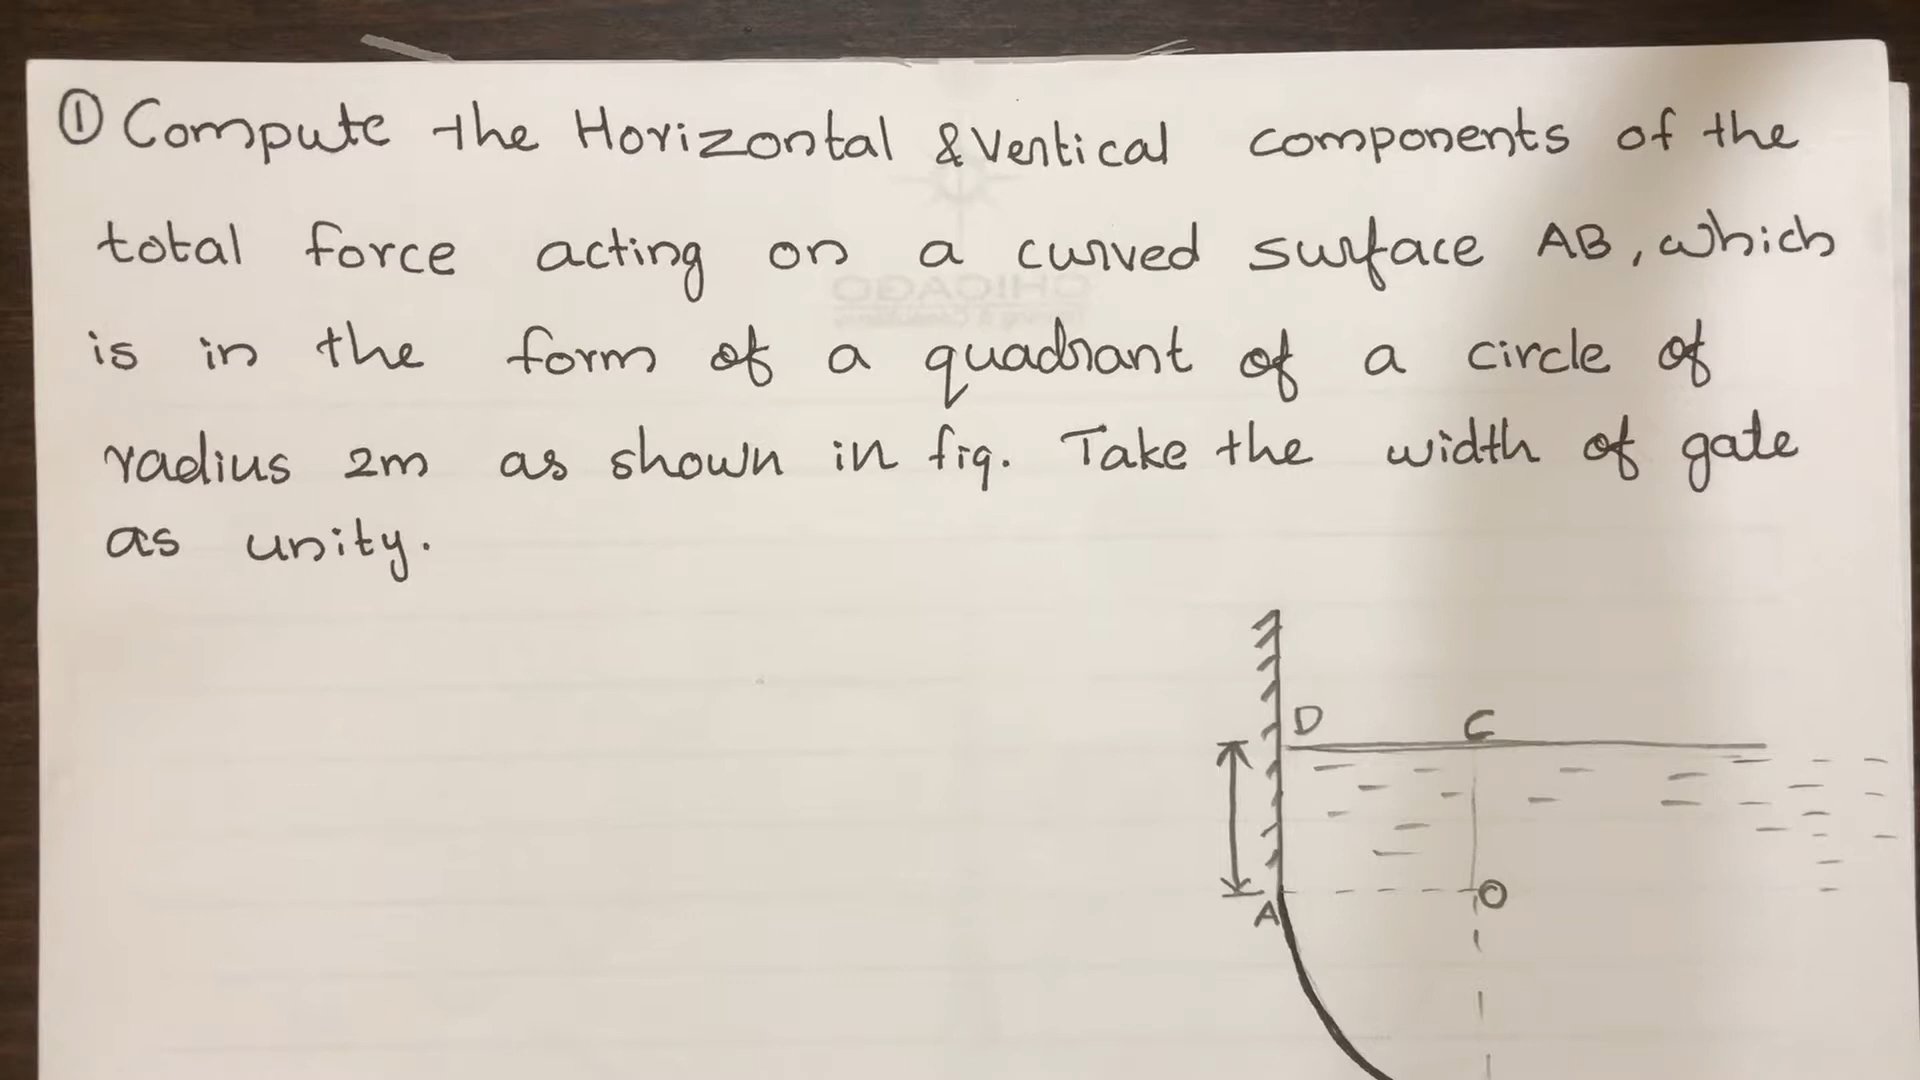 ① Compute the Horizontal & Vertical components of the
total force acting on a curved surface AB, which
is in the form of a quadrant of a circle of
radius 2m as shown in fig. Take the width of gate
as unity.
D C
A O